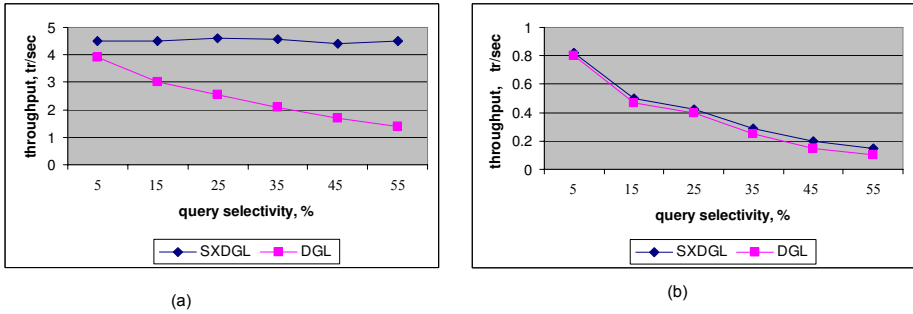 5
4
3
2
1
0
throughput, tr/sec
5 15 25 35 45 55
query selectivity, %
SXDGL DGL
(a)
1
0.8
0.6
0.4
0.2
0
throughput, tr/sec
5 15 25 35 45 55
query selectivity, %
SXDGL DGL
(b)